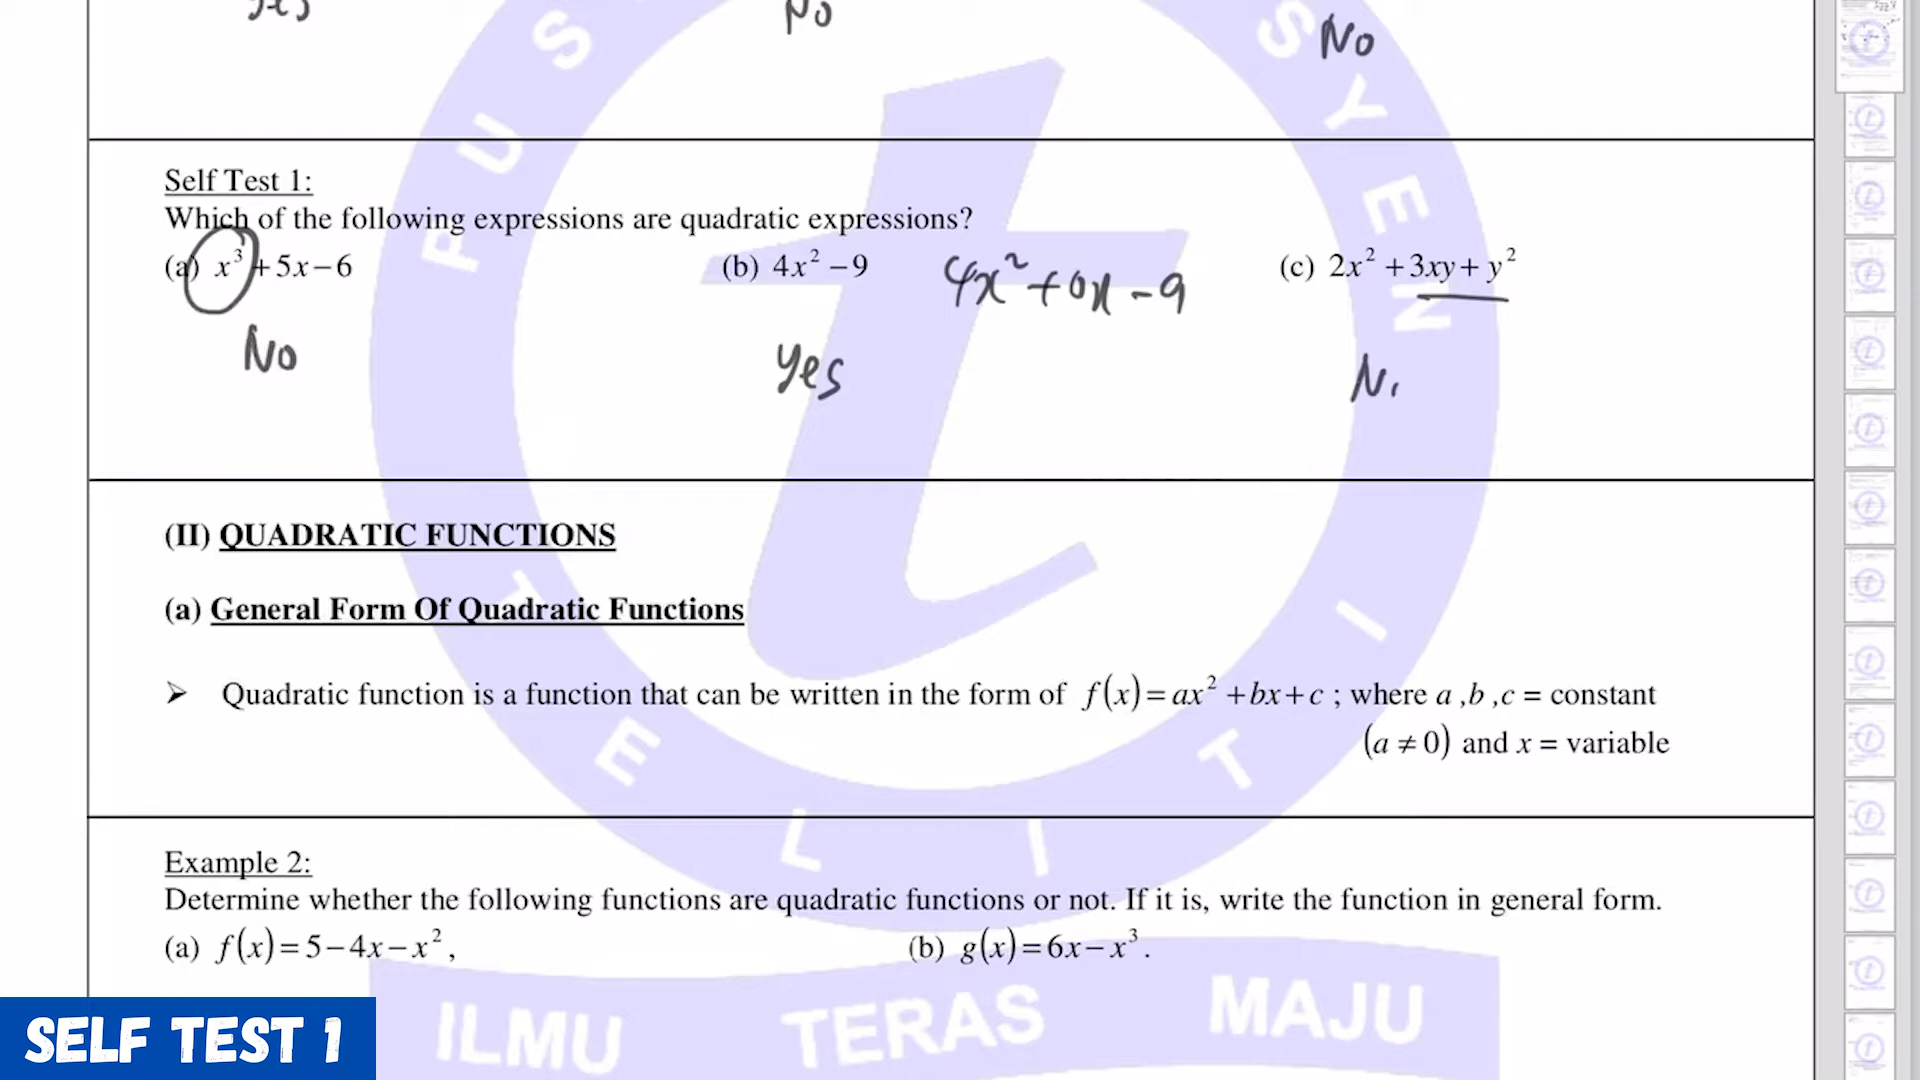 yes No No
Self Test 1:
Which of the following expressions are quadratic expressions?
(a) x³ + 5x − 6 (b) 4x² − 9 4x² + 0x − 9 (c) 2x² + 3xy + y²
No yes N
(II) QUADRATIC FUNCTIONS
(a) General Form Of Quadratic Functions
➢ Quadratic function is a function that can be written in the form of f(x) = ax² + bx + c ; where a ,b ,c = constant
(a ≠ 0) and x = variable
Example 2:
Determine whether the following functions are quadratic functions or not. If it is, write the function in general form.
(a) f(x) = 5 − 4x − x² , (b) g(x) = 6x − x³ .
ILMU TERAS MAJU
SELF TEST 1